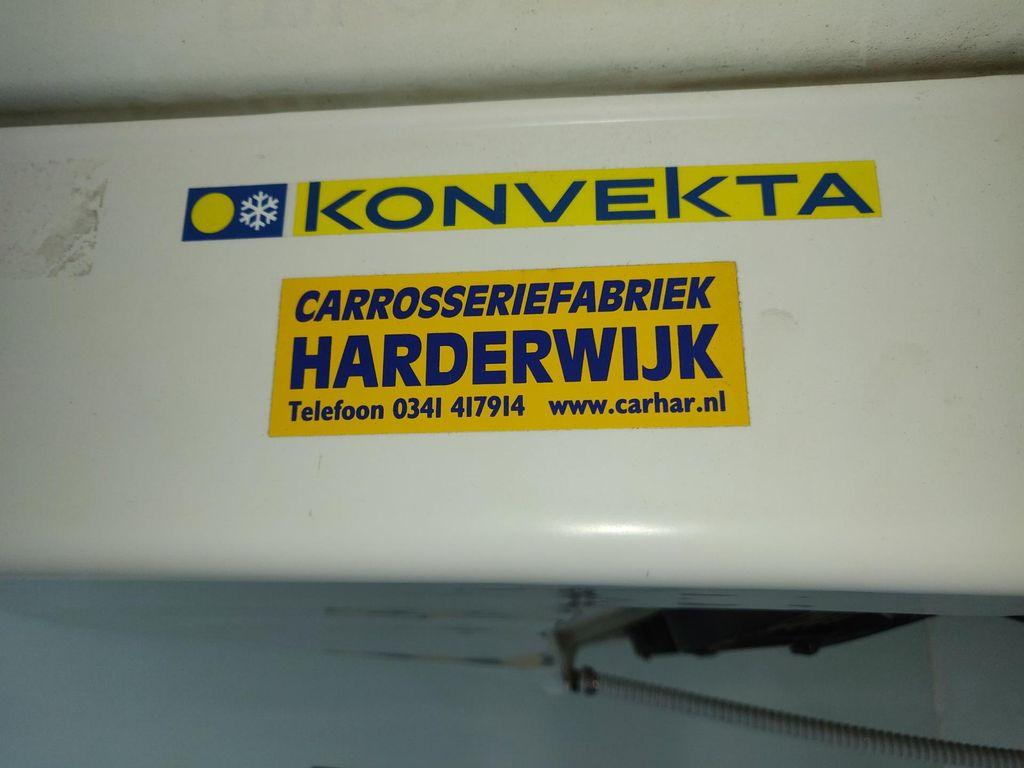 KONVEKTA
CARROSSERIEFABRIEK
HARDERWIJK
Telefoon 0341 417914 www.carhar.nl